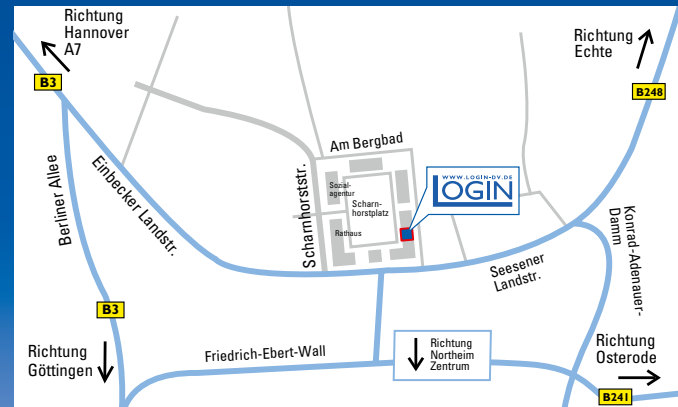 Richtung
Hannover
A7
B3
Richtung
Echte
B248
Am Bergbad
WWW.LOGIN-DV.DE
LOGIN
Sozial-
agentur
Scharn-
horstplatz
Rathaus
Scharnhorststr.
Einbecker Landstr.
Berliner Allee
Seesener
Landstr.
Konrad-Adenauer-
Damm
B3
Richtung
Göttingen
Friedrich-Ebert-Wall
Richtung
Northeim
Zentrum
Richtung
Osterode
B241